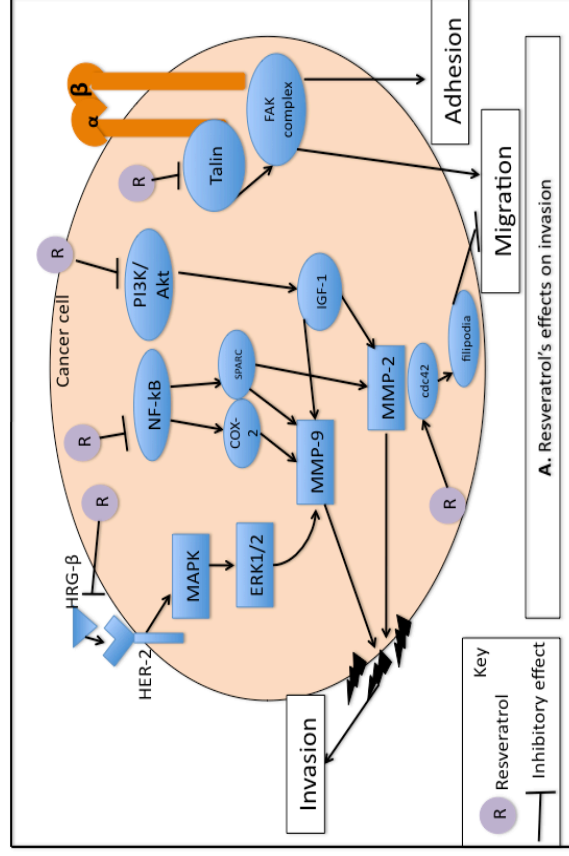 Cancer cell
HRG-β
HER-2
R
R
R
R
R
α
β
NF-kB
PI3K/
Akt
Talin
FAK
complex
MAPK
ERK1/2
COX-
2
SPARC
IGF-1
MMP-9
MMP-2
cdc42
filipodia
Invasion
Migration
Adhesion
Key
R
Resveratrol
Inhibitory effect
A. Resveratrol's effects on invasion